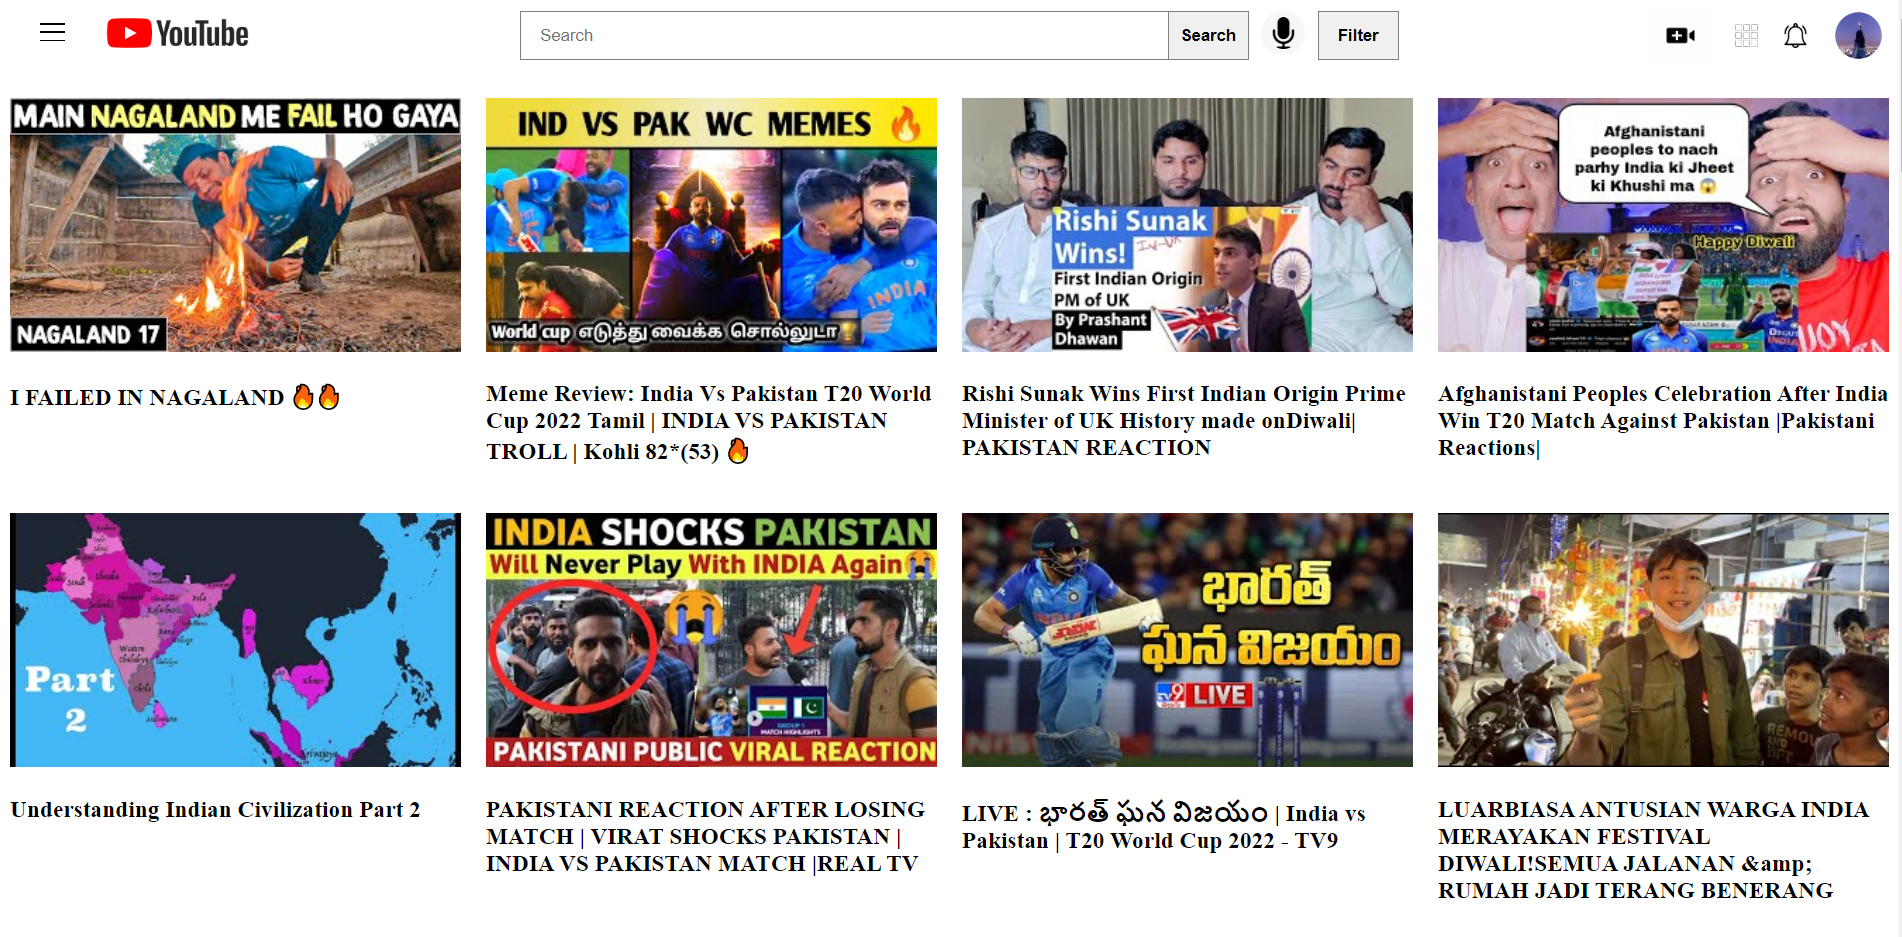 YouTube
Search
Search
Filter
MAIN NAGALAND ME FAIL HO GAYA
NAGALAND 17
IND VS PAK WC MEMES 🔥
INDIA
World cup எடுத்து வைக்க சொல்லுடா🏆
Rishi Sunak
Wins!
First Indian Origin
PM of UK
By Prashant
Dhawan
Afghanistani
peoples to nach
parhy India ki Jheet
ki Khushi ma 😱
Happy Diwali
I FAILED IN NAGALAND 🔥🔥
Meme Review: India Vs Pakistan T20 World
Cup 2022 Tamil | INDIA VS PAKISTAN
TROLL | Kohli 82*(53) 🔥
Rishi Sunak Wins First Indian Origin Prime
Minister of UK History made onDiwali|
PAKISTAN REACTION
Afghanistani Peoples Celebration After India
Win T20 Match Against Pakistan |Pakistani
Reactions|
Part
2
INDIA SHOCKS PAKISTAN
Will Never Play With INDIA Again😭
GROUP 1
MATCH HIGHLIGHTS
PAKISTANI PUBLIC VIRAL REACTION
భారత్
ఘన విజయం
TV9 LIVE
Understanding Indian Civilization Part 2
PAKISTANI REACTION AFTER LOSING
MATCH | VIRAT SHOCKS PAKISTAN |
INDIA VS PAKISTAN MATCH |REAL TV
LIVE : భారత్ ఘన విజయం | India vs
Pakistan | T20 World Cup 2022 - TV9
LUARBIASA ANTUSIAN WARGA INDIA
MERAYAKAN FESTIVAL
DIWALI!SEMUA JALANAN &amp;amp;
RUMAH JADI TERANG BENERANG